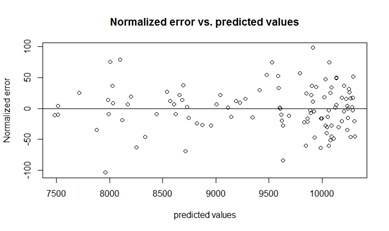 Normalized error vs. predicted values
Normalized error
100
50
0
-50
-100
7500 8000 8500 9000 9500 10000
predicted values